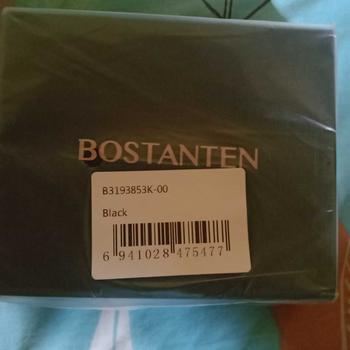 BOSTANTEN
B3193853K-00
Black
6 941028 475477